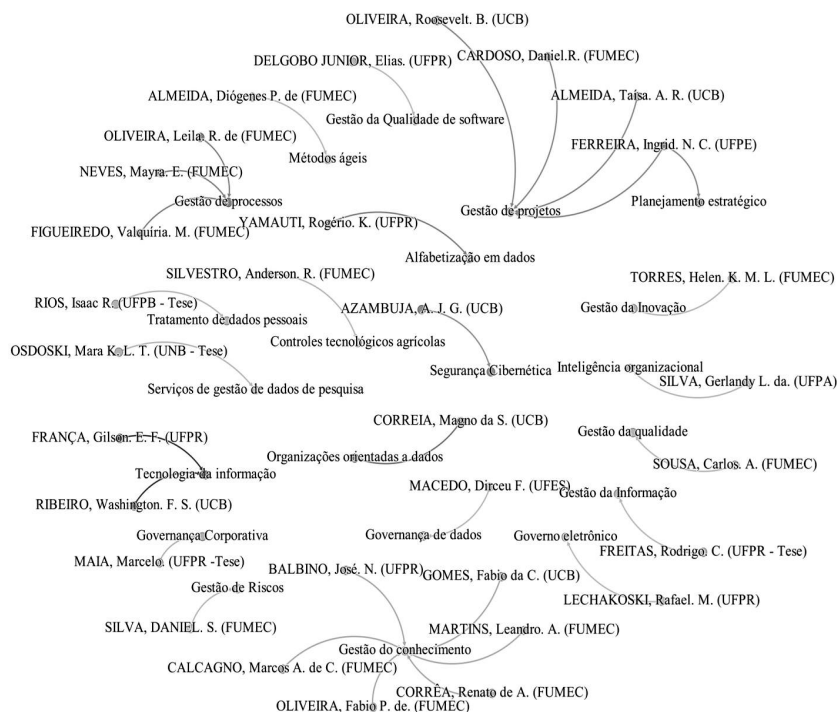 OLIVEIRA, Roosevelt. B. (UCB)
DELGOBO JUNIOR, Elias. (UFPR)
CARDOSO, Daniel.R. (FUMEC)
ALMEIDA, Diógenes P. de (FUMEC)
ALMEIDA, Taísa. A. R. (UCB)
Gestão da Qualidade de software
OLIVEIRA, Leila. R. de (FUMEC)
FERREIRA, Ingrid. N. C. (UFPE)
Métodos ágeis
NEVES, Mayra. E. (FUMEC)
Gestão de processos
Gestão de projetos
Planejamento estratégico
YAMAUTI, Rogério. K. (UFPR)
FIGUEIREDO, Valquíria. M. (FUMEC)
Alfabetização em dados
SILVESTRO, Anderson. R. (FUMEC)
TORRES, Helen. K. M. L. (FUMEC)
RIOS, Isaac R. (UFPB - Tese)
AZAMBUJA, A. J. G. (UCB)
Gestão da Inovação
Tratamento de dados pessoais
Controles tecnológicos agrícolas
OSDOSKI, Mara K. L. T. (UNB - Tese)
Segurança Cibernética
Inteligência organizacional
SILVA, Gerlandy L. da. (UFPA)
Serviços de gestão de dados de pesquisa
CORREIA, Magno da S. (UCB)
FRANÇA, Gilson. E. F. (UFPR)
Gestão da qualidade
Organizações orientadas a dados
SOUSA, Carlos. A. (FUMEC)
Tecnologia da informação
MACEDO, Dirceu F. (UFES)
Gestão da Informação
RIBEIRO, Washington. F. S. (UCB)
Governança Corporativa
Governança de dados
Governo eletrônico
FREITAS, Rodrigo C. (UFPR - Tese)
MAIA, Marcelo. (UFPR -Tese)
BALBINO, José. N. (UFPR)
GOMES, Fabio da C. (UCB)
Gestão de Riscos
LECHAKOSKI, Rafael. M. (UFPR)
SILVA, DANIEL. S. (FUMEC)
MARTINS, Leandro. A. (FUMEC)
Gestão do conhecimento
CALCAGNO, Marcos A. de C. (FUMEC)
CORRÊA, Renato de A. (FUMEC)
OLIVEIRA, Fabio P. de. (FUMEC)